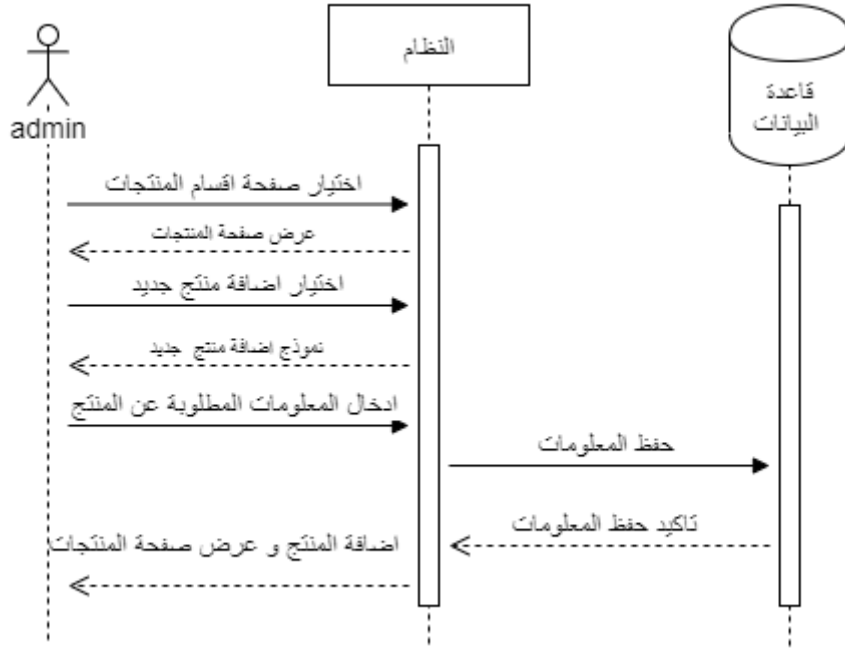 النظام
قاعدة
البيانات
admin
اختيار صفحة اقسام المنتجات
عرض صفحة المنتجات
اختيار اضافة منتج جديد
نموذج اضافة منتج جديد
ادخال المعلومات المطلوبة عن المنتج
حفظ المعلومات
تاكيد حفظ المعلومات
اضافة المنتج و عرض صفحة المنتجات